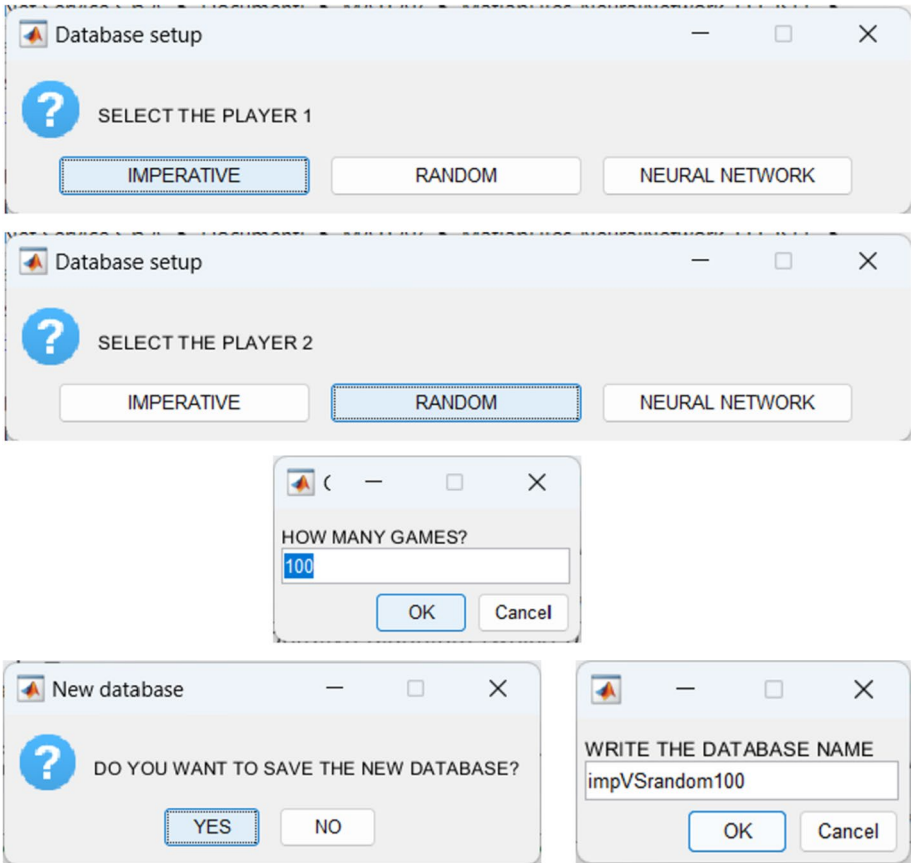 Database setup
?
SELECT THE PLAYER 1
IMPERATIVE RANDOM NEURAL NETWORK
Database setup
?
SELECT THE PLAYER 2
IMPERATIVE RANDOM NEURAL NETWORK
HOW MANY GAMES?
100
OK Cancel
New database
?
DO YOU WANT TO SAVE THE NEW DATABASE?
YES NO
WRITE THE DATABASE NAME
impVSrandom100
OK Cancel